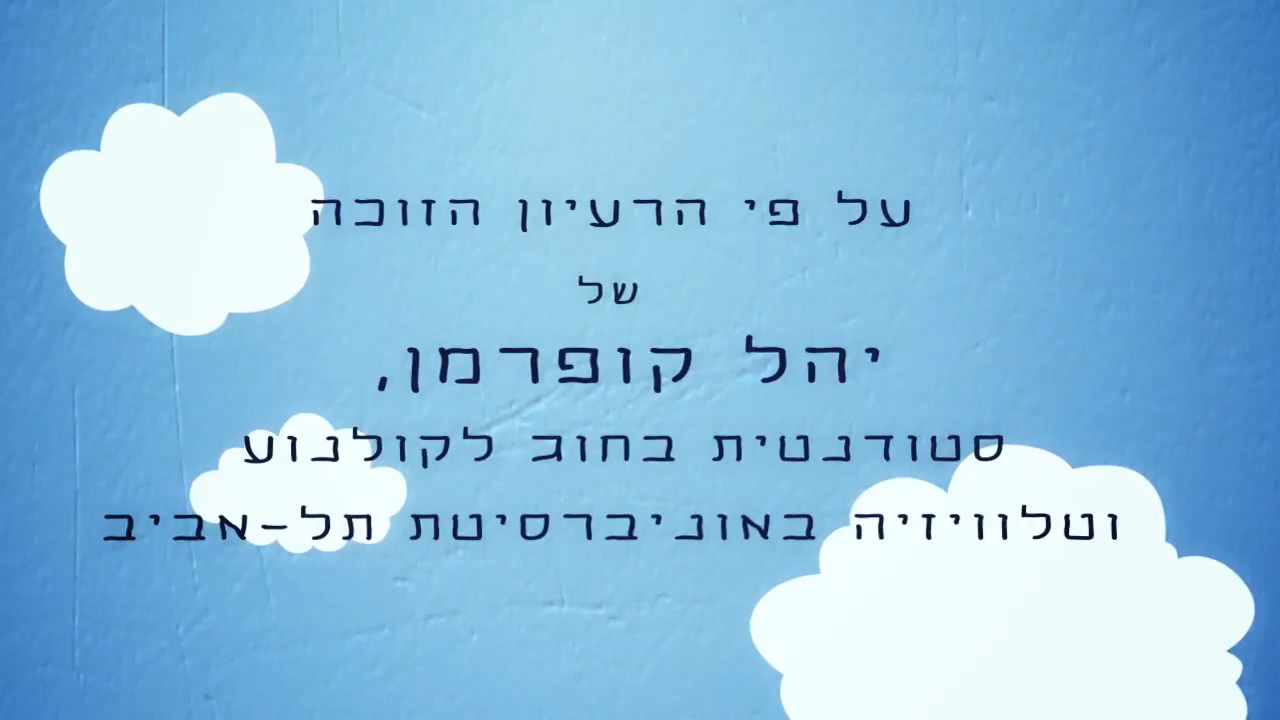 על פי הרעיון הזוכה
של
יהל קופרמן,
סטודנטית בחוג לקולנוע
וטלוויזיה באוניברסיטת תל-אביב